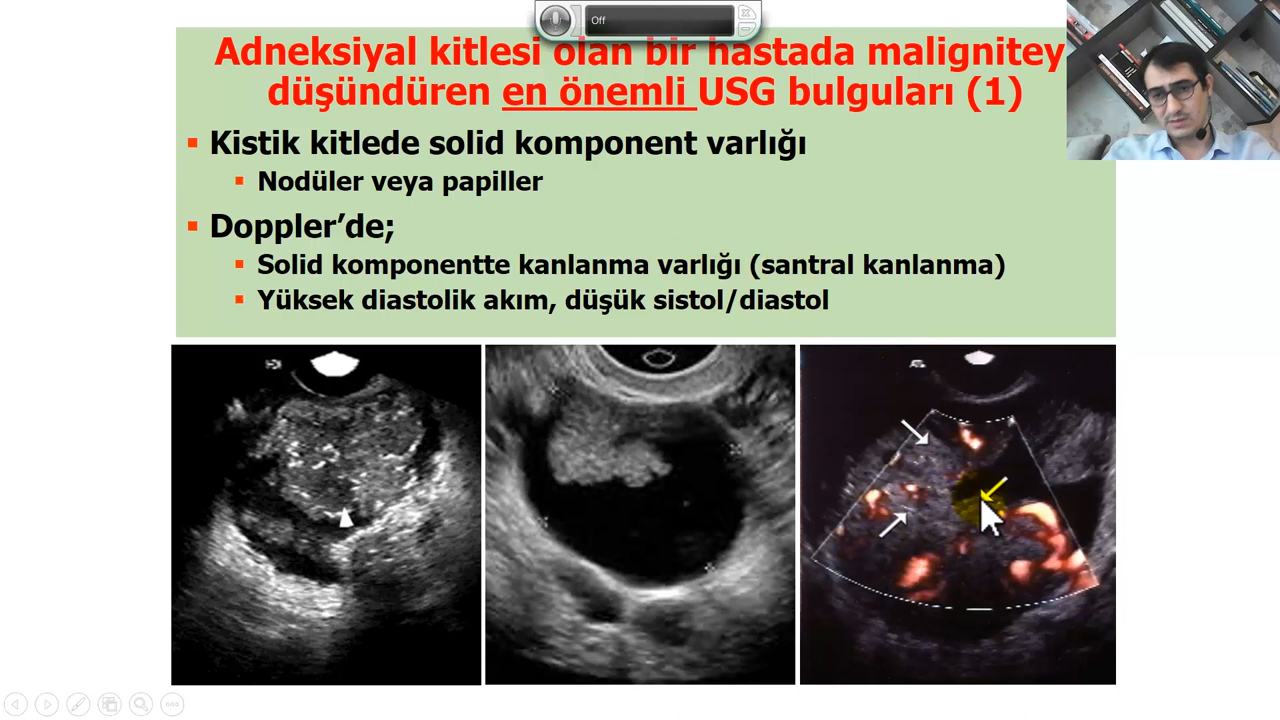 Off
Adneksiyal kitlesi olan bir hastada malignitey
düşündüren en önemli USG bulguları (1)
Kistik kitlede solid komponent varlığı
Nodüler veya papiller
Doppler’de;
Solid komponentte kanlanma varlığı (santral kanlanma)
Yüksek diastolik akım, düşük sistol/diastol